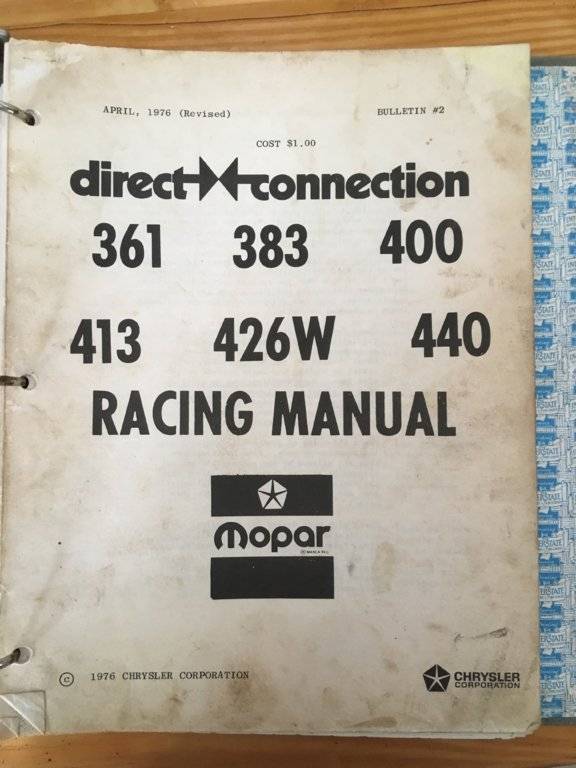 APRIL, 1976 (Revised) BULLETIN #2
COST $1.00
direct connection
361 383 400
413 426W 440
RACING MANUAL
Mopar
© 1976 CHRYSLER CORPORATION
CHRYSLER
CORPORATION
INTERSTATE